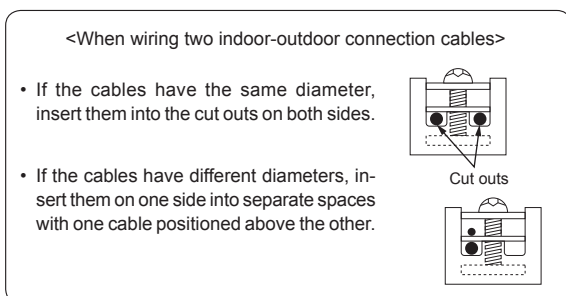 <When wiring two indoor-outdoor connection cables>
• If the cables have the same diameter,
insert them into the cut outs on both sides.
• If the cables have different diameters, in-
sert them on one side into separate spaces
with one cable positioned above the other.
Cut outs